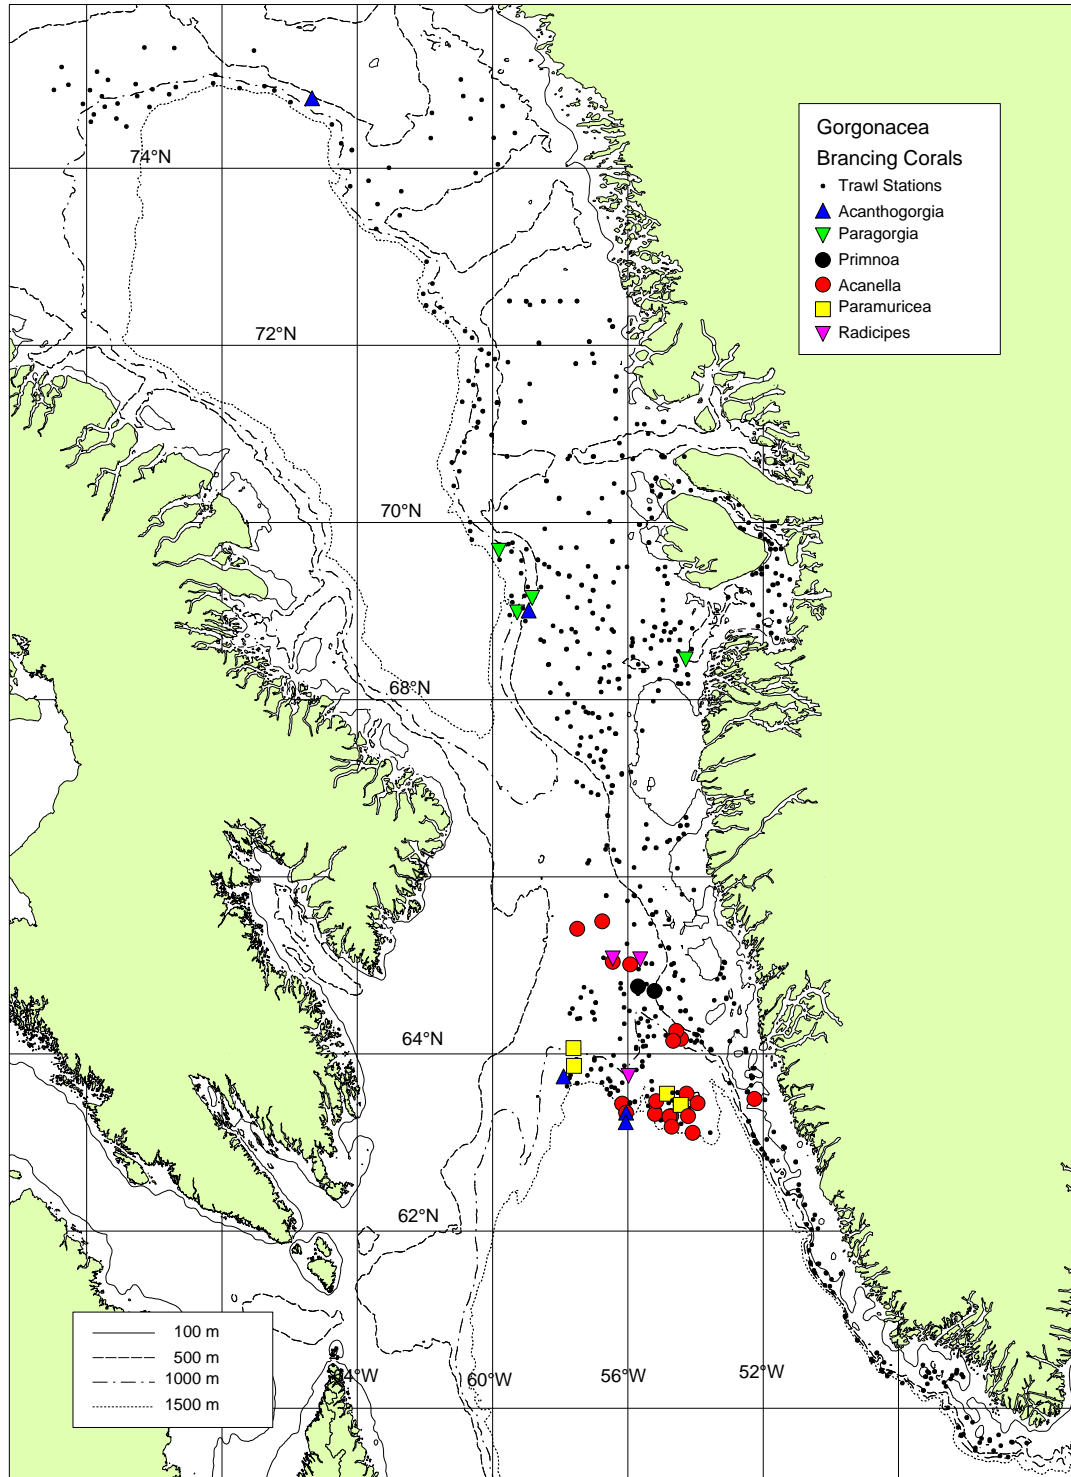 Gorgonacea
Brancing Corals
Trawl Stations
Acanthogorgia
Paragorgia
Primnoa
Acanella
Paramuricea
Radicipes
74°N
72°N
70°N
68°N
64°N
62°N
60°W
56°W
52°W
100 m
500 m
1000 m
1500 m